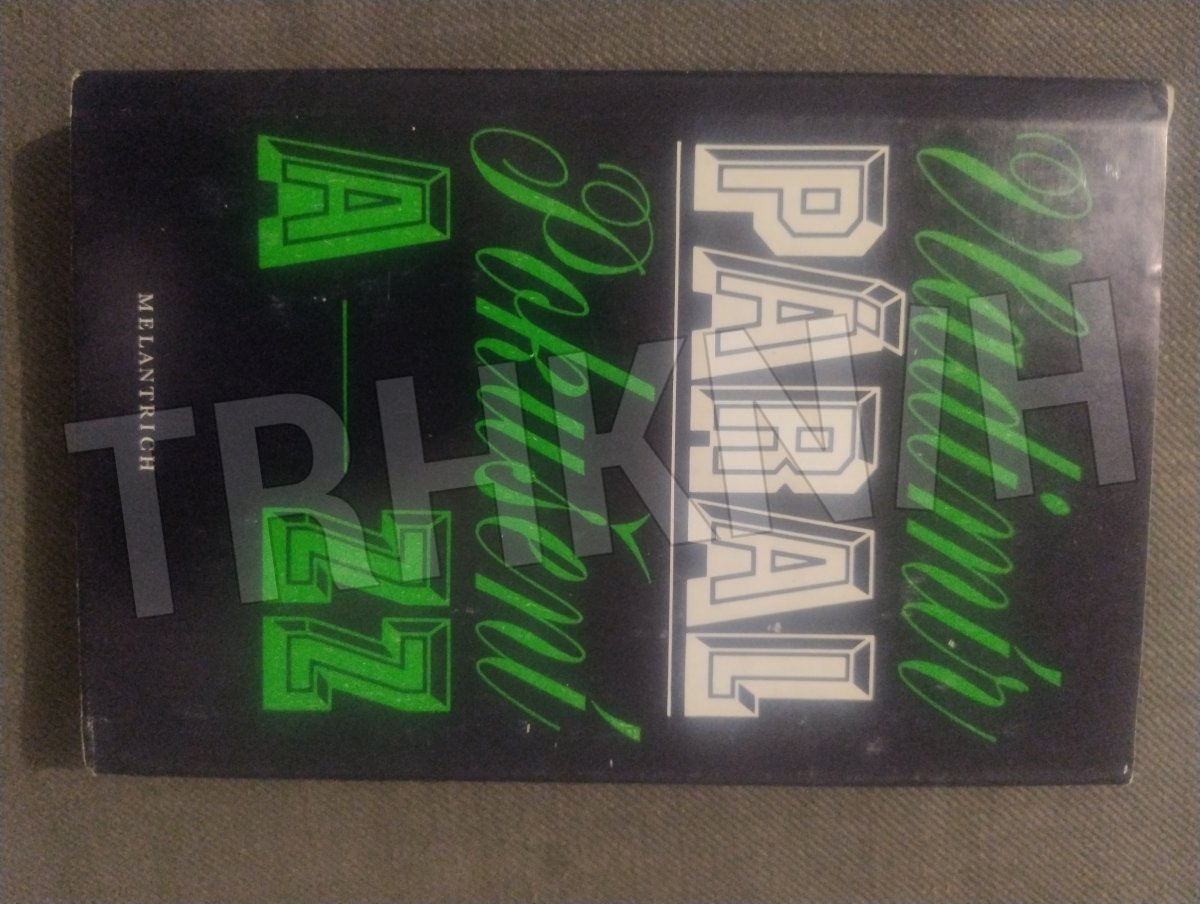 Vladimír
PÁRAL
Pokušení
A — ZZ
MELANTRICH
TRHKNIH